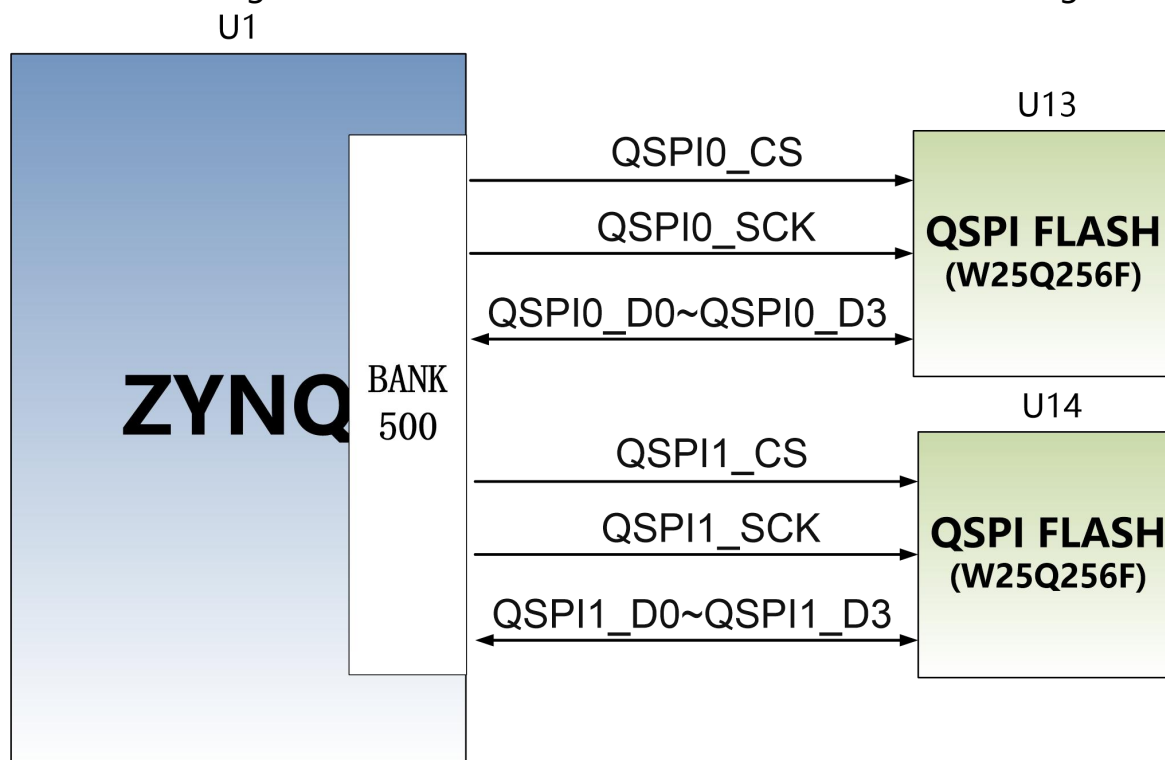 U1
ZYNQ
BANK
500
QSPI0_CS
QSPI0_SCK
QSPI0_D0~QSPI0_D3
U13
QSPI FLASH
(W25Q256F)
QSPI1_CS
QSPI1_SCK
QSPI1_D0~QSPI1_D3
U14
QSPI FLASH
(W25Q256F)